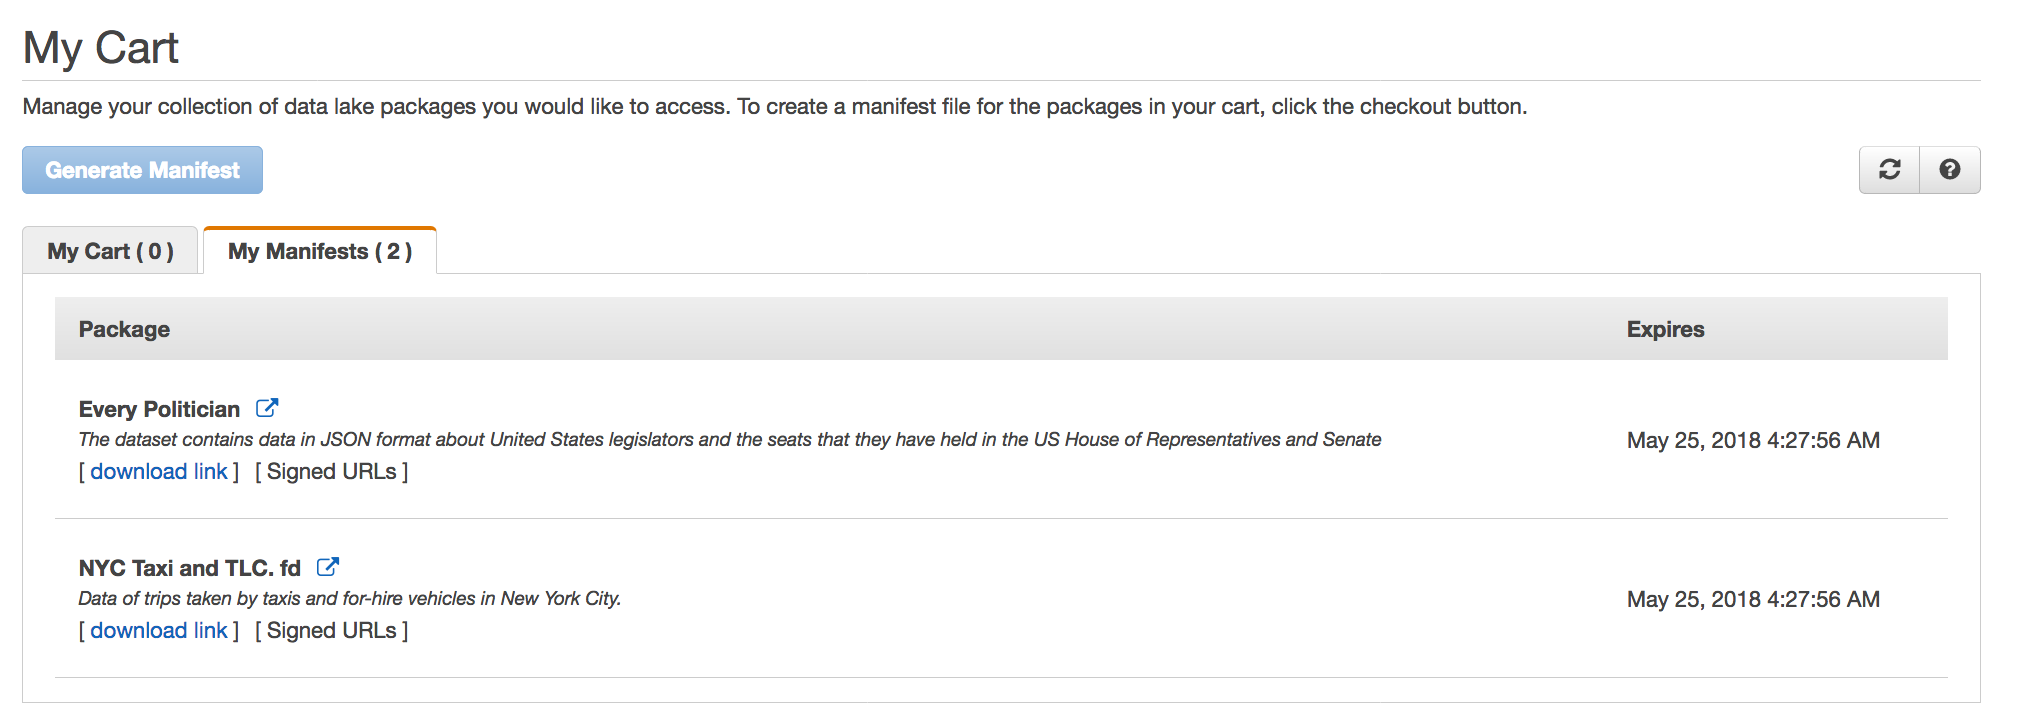 My Cart
Manage your collection of data lake packages you would like to access. To create a manifest file for the packages in your cart, click the checkout button.
Generate Manifest
My Cart ( 0 ) My Manifests ( 2 )
Package Expires
Every Politician
The dataset contains data in JSON format about United States legislators and the seats that they have held in the US House of Representatives and Senate
May 25, 2018 4:27:56 AM
[ download link ] [ Signed URLs ]
NYC Taxi and TLC. fd
Data of trips taken by taxis and for-hire vehicles in New York City.
May 25, 2018 4:27:56 AM
[ download link ] [ Signed URLs ]